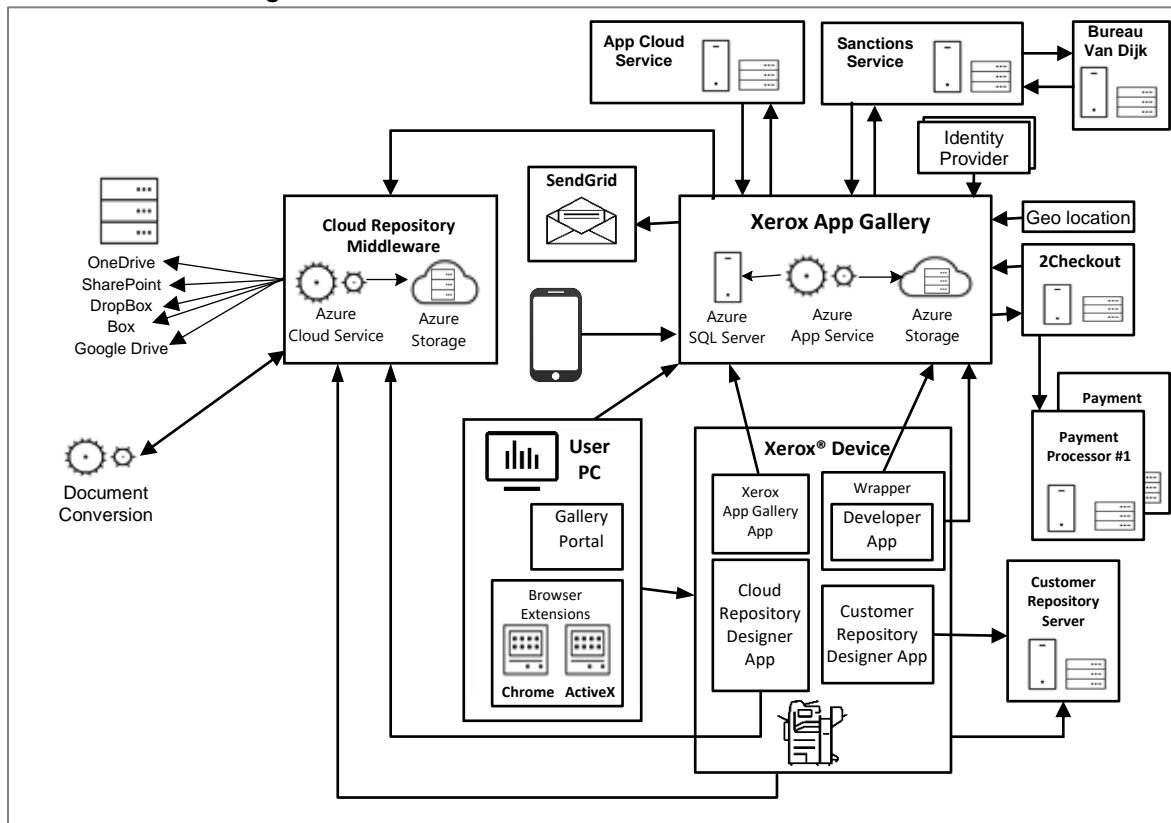 App Cloud
Service
Sanctions
Service
Bureau
Van Dijk
Identity
Provider
SendGrid
Cloud Repository
Middleware
Xerox App Gallery
Geo location
OneDrive
SharePoint
DropBox
Box
Google Drive
Azure
Cloud Service
Azure
Storage
Azure
SQL Server
Azure
App Service
Azure
Storage
2Checkout
Document
Conversion
User
PC
Gallery
Portal
Browser
Extensions
Chrome
ActiveX
Xerox® Device
Xerox
App Gallery
App
Wrapper
Developer
App
Cloud
Repository
Designer
App
Customer
Repository
Designer App
Payment
Payment
Processor #1
Customer
Repository
Server